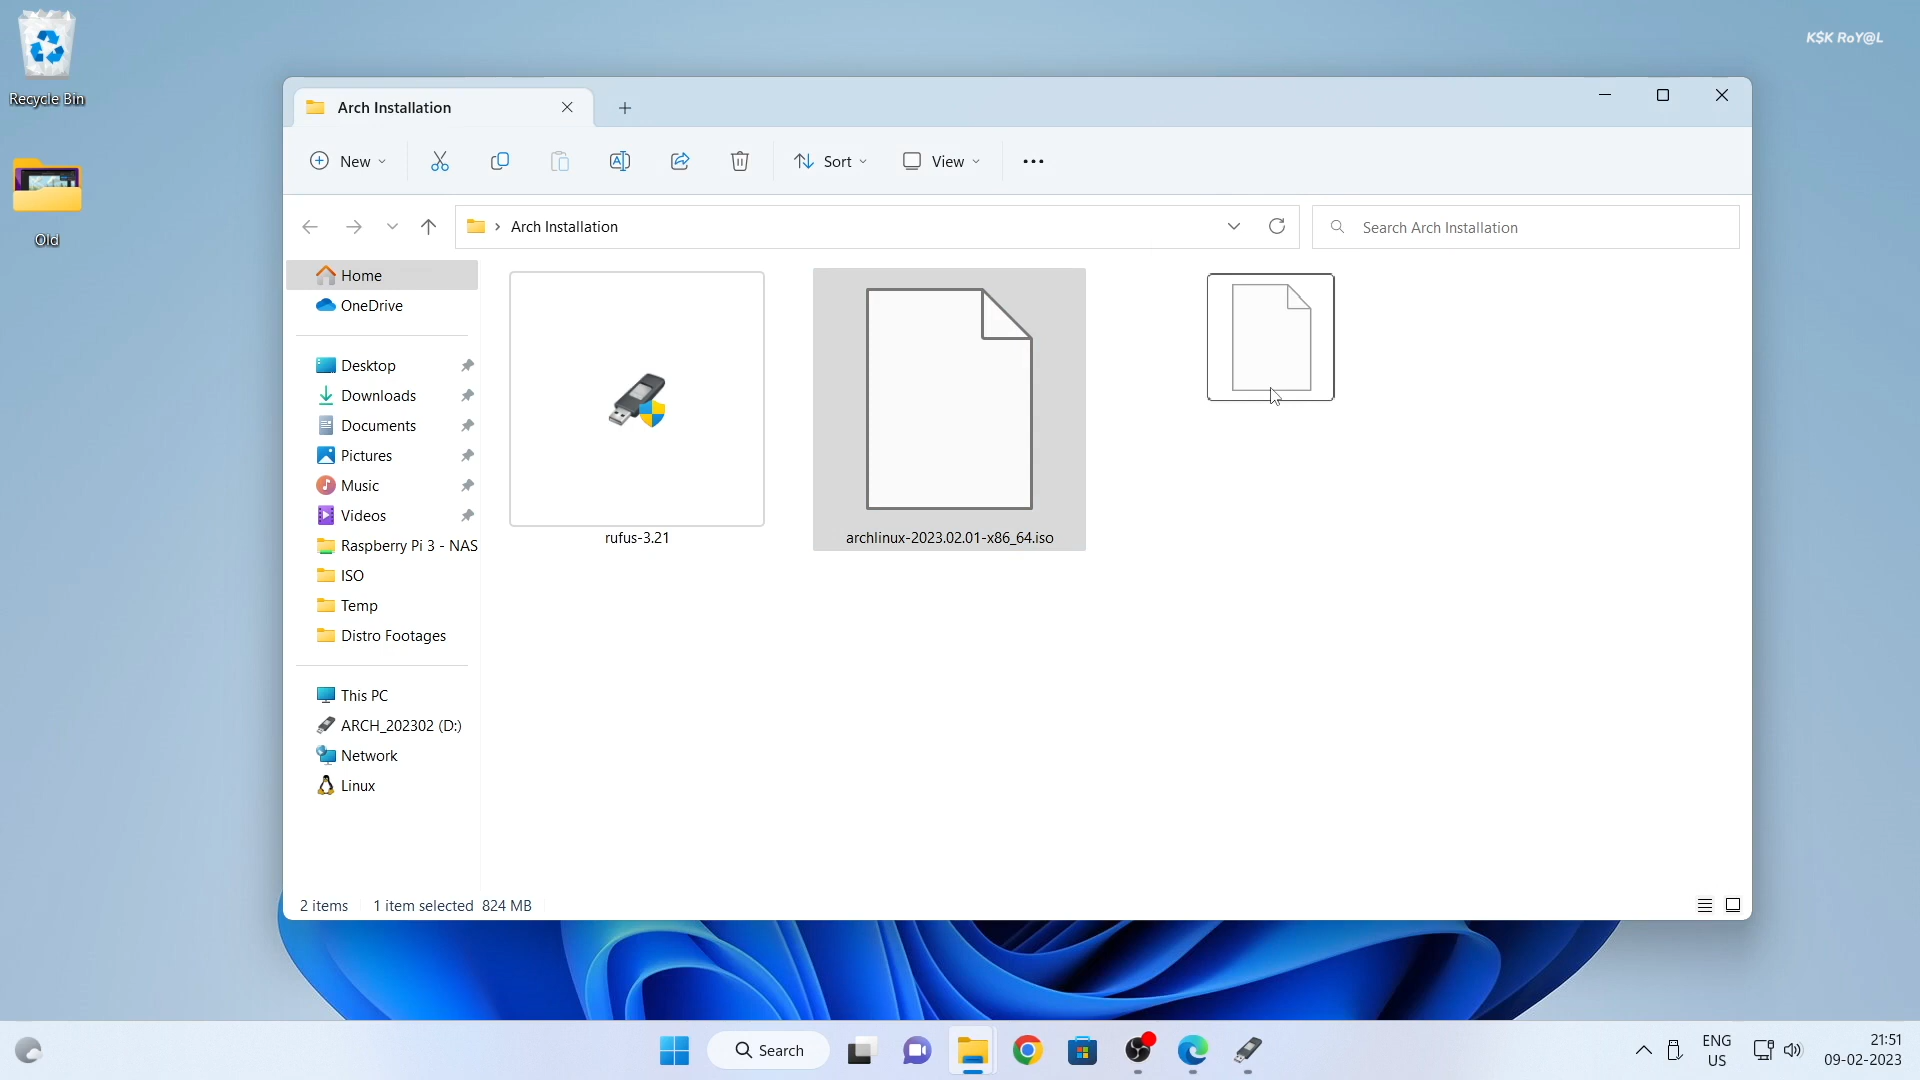 Recycle Bin
K$K RoY@L
Old
Arch Installation
New
Sort
View
Arch Installation
Search Arch Installation
Home
OneDrive
Desktop
Downloads
Documents
Pictures
Music
Videos
Raspberry Pi 3 - NAS
ISO
Temp
Distro Footages
This PC
ARCH_202302 (D:)
Network
Linux
rufus-3.21
archlinux-2023.02.01-x86_64.iso
2 items
1 item selected 824 MB
Search
ENG
US
21:51
09-02-2023